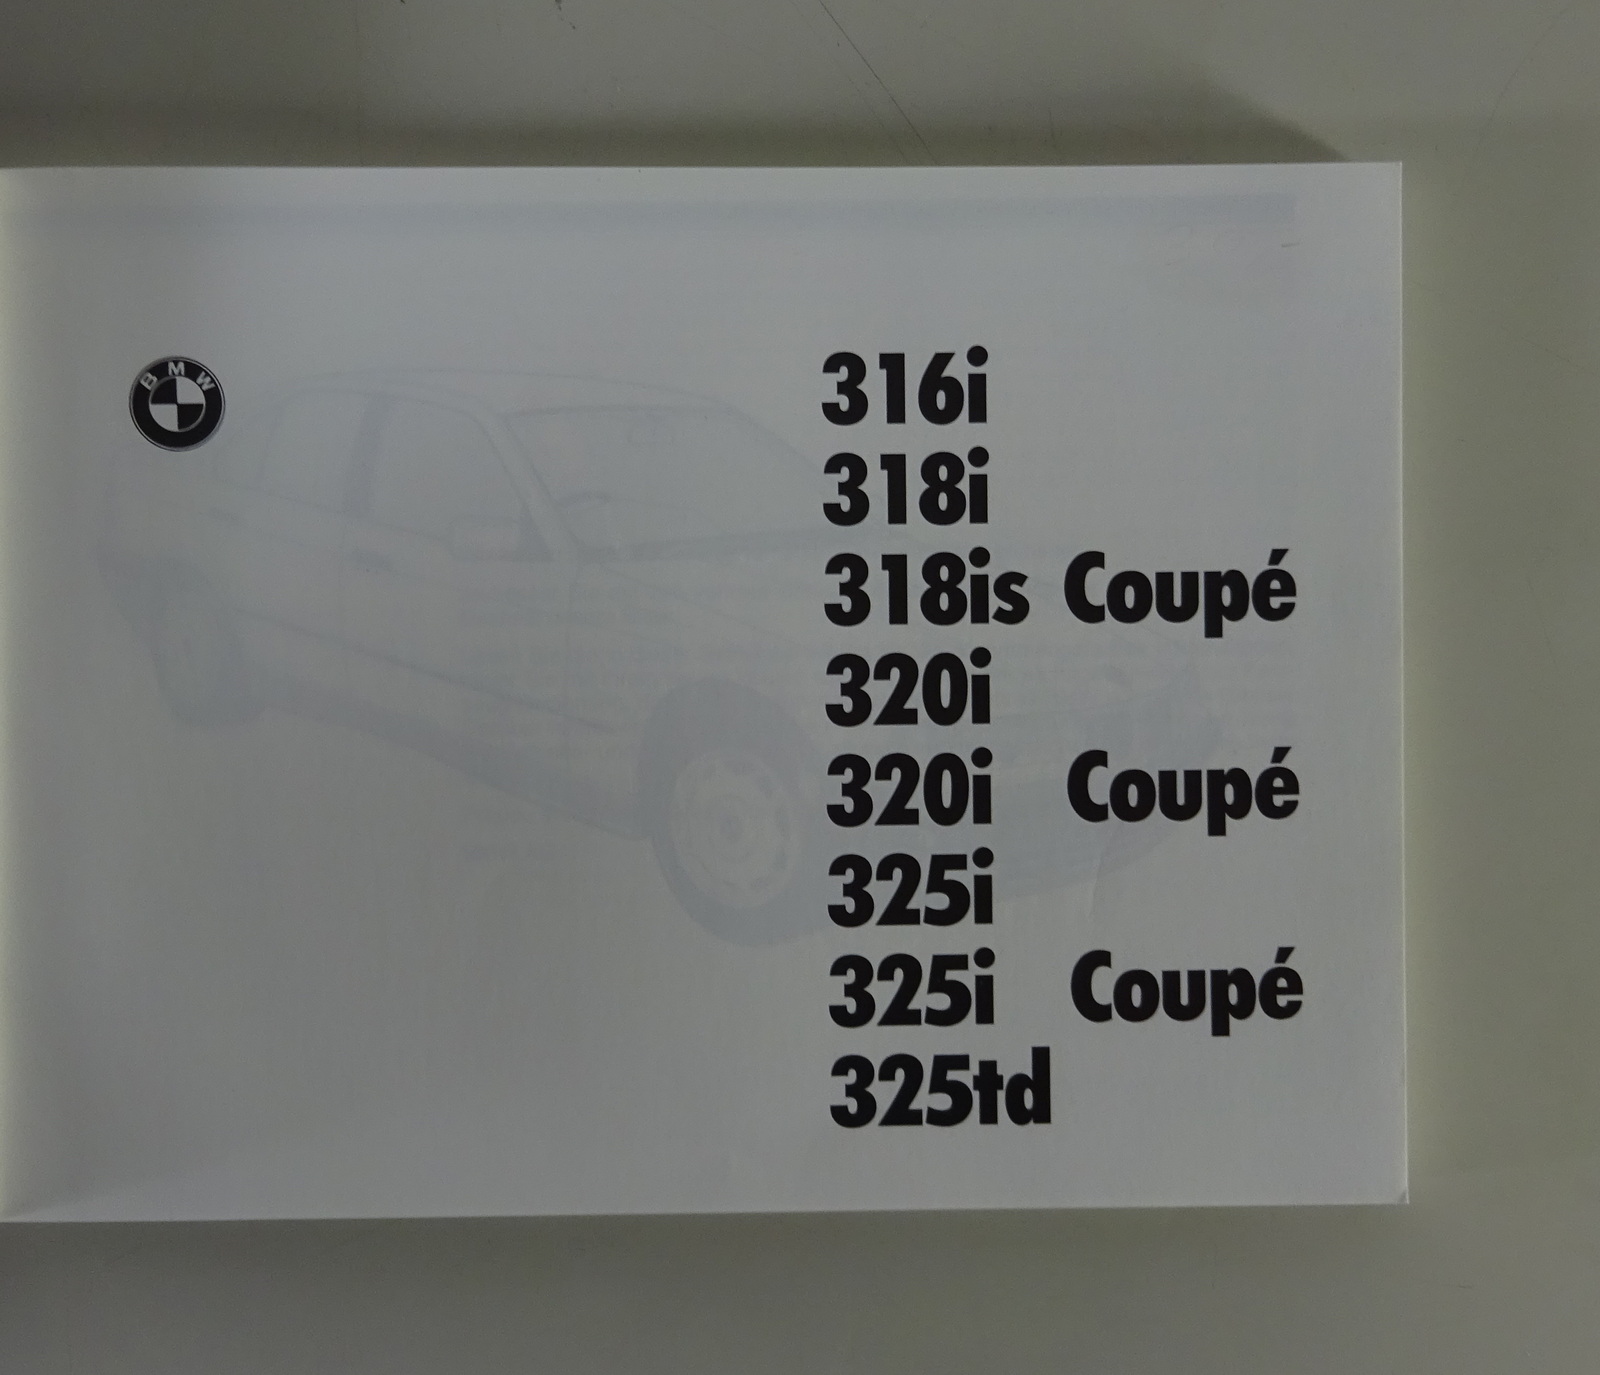 BMW
316i
318i
318is Coupé
320i
320i Coupé
325i
325i Coupé
325td